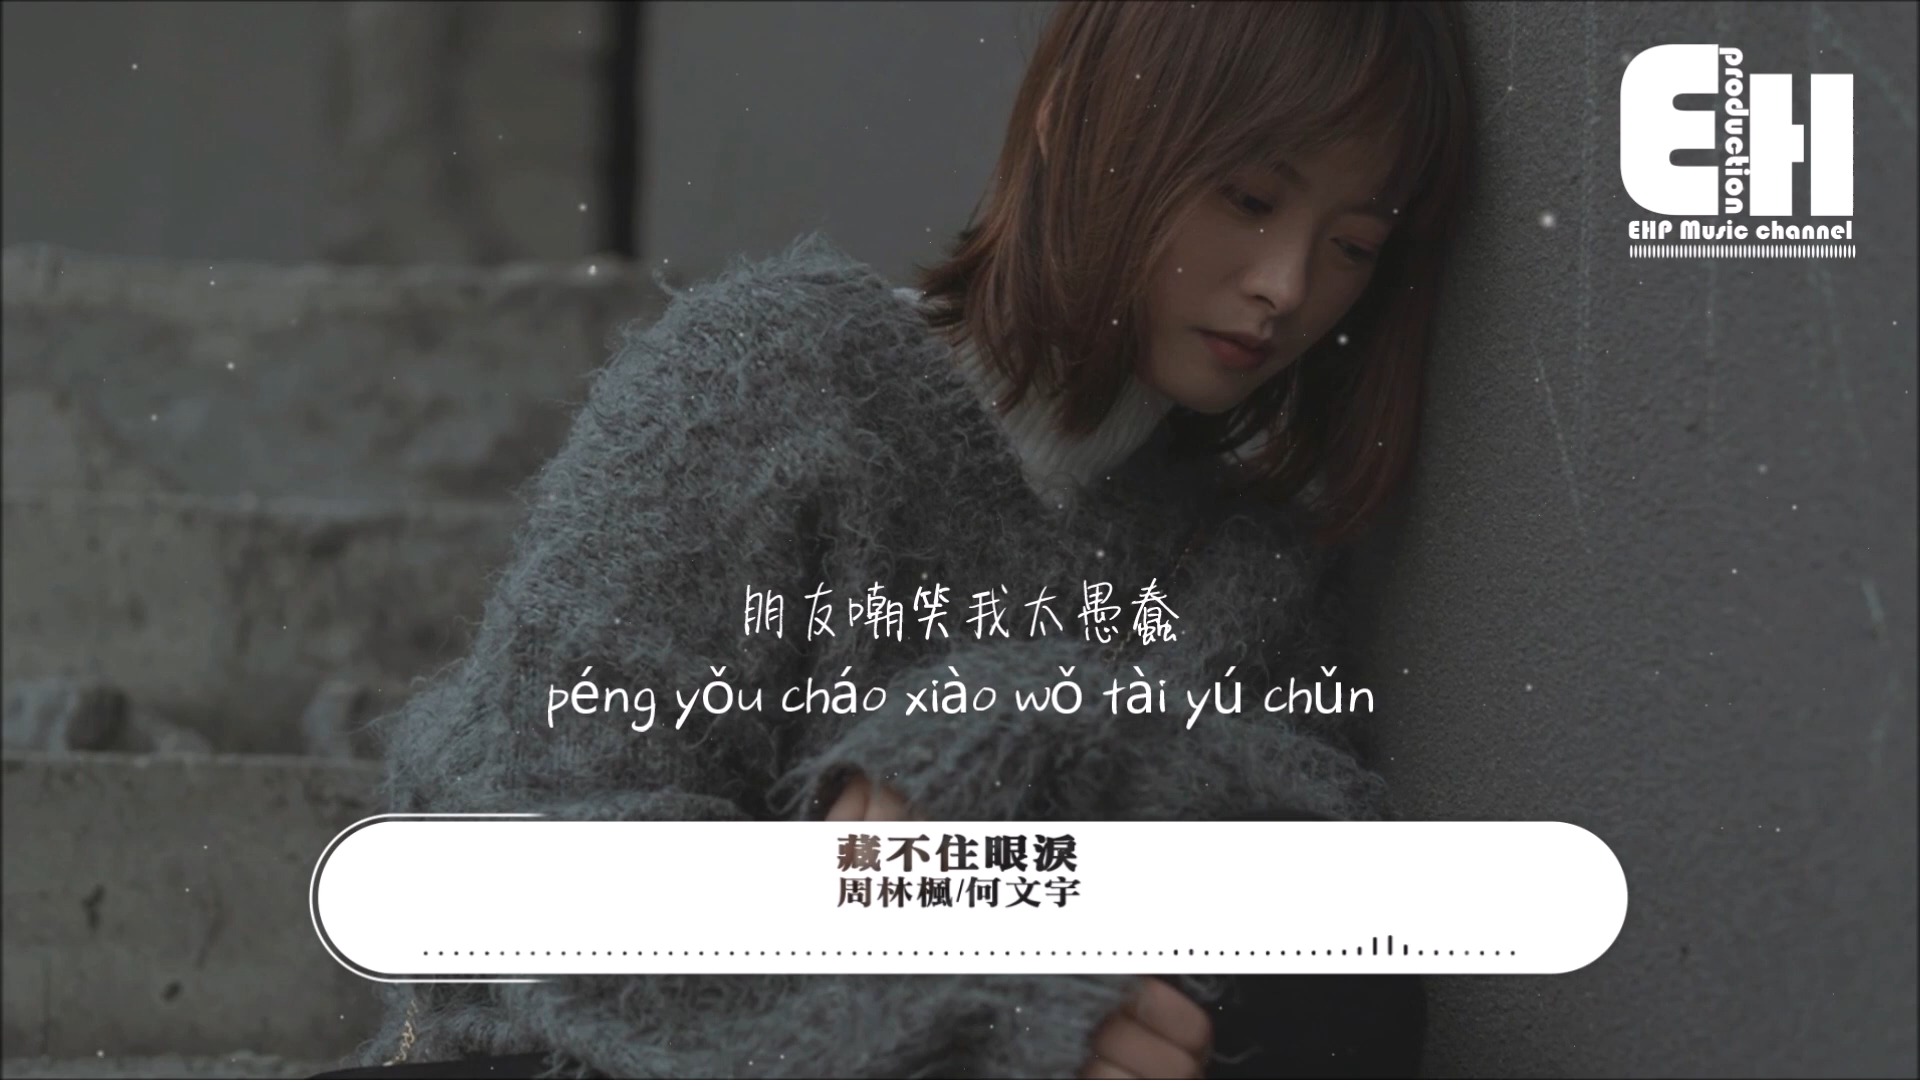 production
EH
EHP Music channel
朋友嘲笑我太愚蠢
péng yǒu cháo xiào wǒ tài yú chǔn
藏不住眼淚
周林楓/何文宇